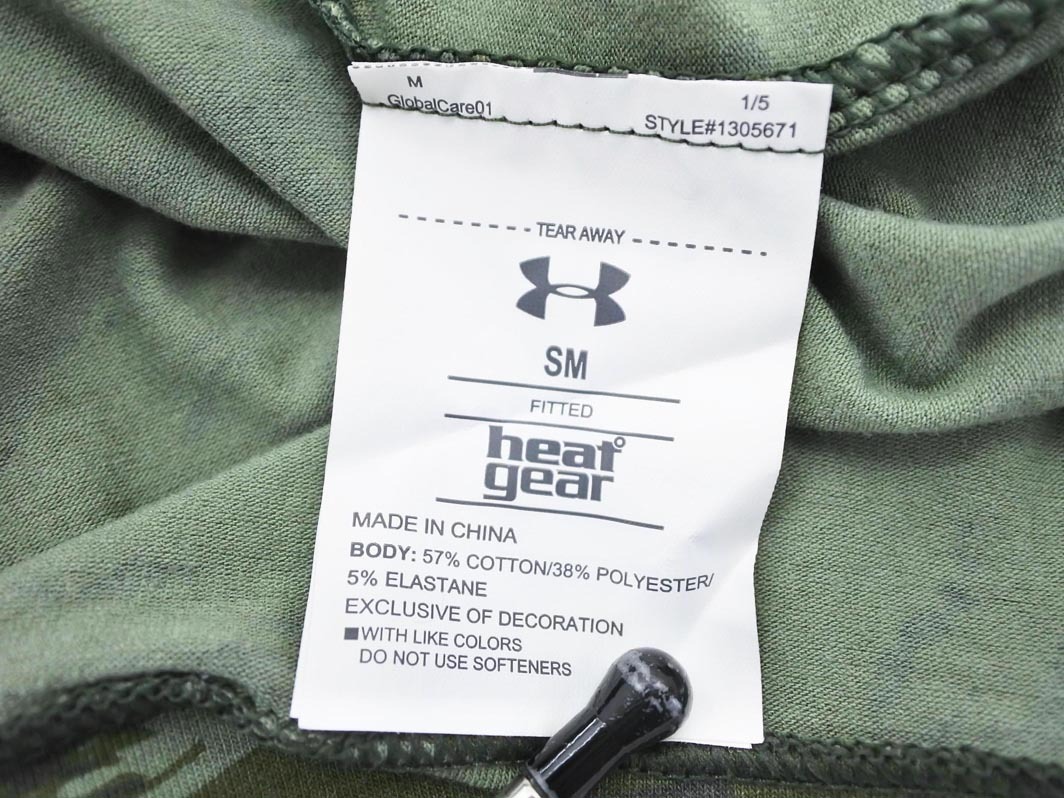 M
GlobalCare01
1/5
STYLE#1305671
TEAR AWAY
SM
FITTED
heat gear
MADE IN CHINA
BODY: 57% COTTON/38% POLYESTER/
5% ELASTANE
EXCLUSIVE OF DECORATION
■WITH LIKE COLORS
DO NOT USE SOFTENERS